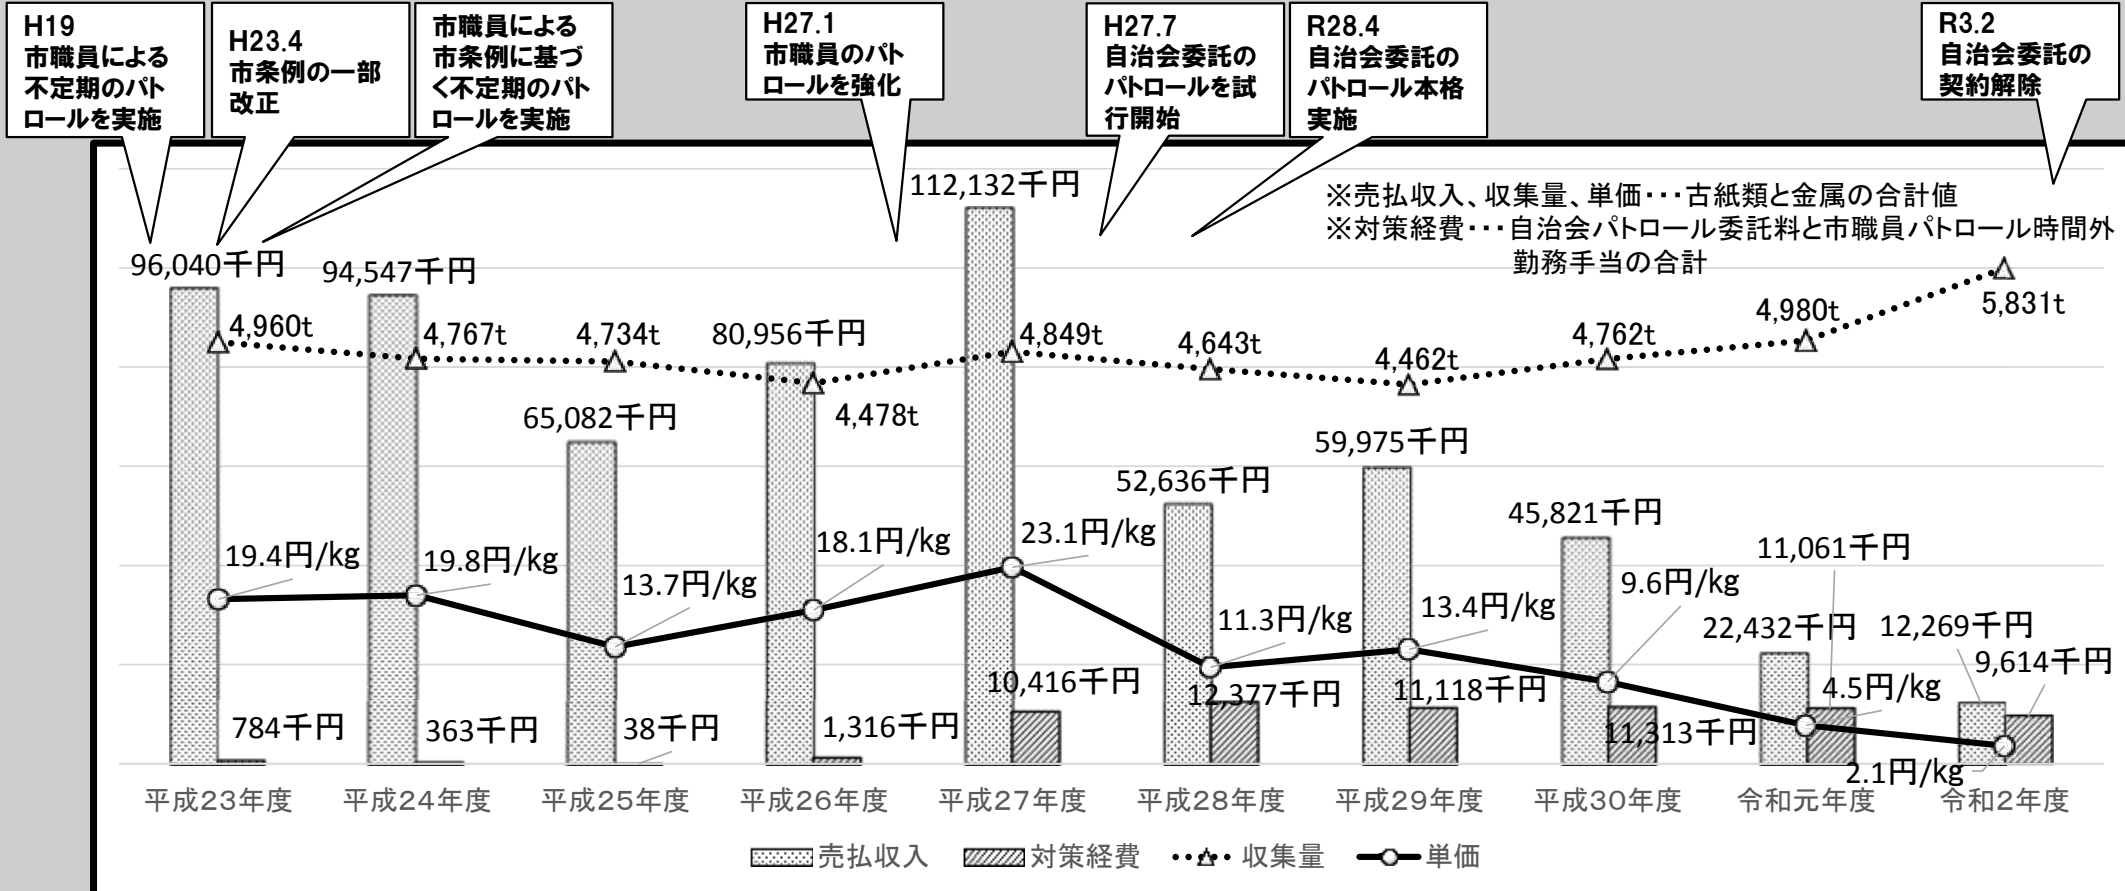 H19
市職員による
不定期のパト
ロールを実施
H23.4
市条例の一部
改正
市職員による
市条例に基づ
く不定期のパト
ロールを実施
H27.1
市職員のパト
ロールを強化
H27.7
自治会委託の
パトロールを試
行開始
R28.4
自治会委託の
パトロール本格
実施
R3.2
自治会委託の
契約解除
※売払収入、収集量、単価・・・古紙類と金属の合計値
※対策経費・・・自治会パトロール委託料と市職員パトロール時間外
勤務手当の合計
96,040千円
94,547千円
65,082千円
80,956千円
112,132千円
52,636千円
59,975千円
45,821千円
22,432千円
12,269千円
4,960t
4,767t
4,734t
4,478t
4,849t
4,643t
4,462t
4,762t
4,980t
5,831t
19.4円/kg
19.8円/kg
13.7円/kg
18.1円/kg
23.1円/kg
11.3円/kg
13.4円/kg
9.6円/kg
4.5円/kg
2.1円/kg
784千円
363千円
38千円
1,316千円
10,416千円
12,377千円
11,118千円
11,313千円
11,061千円
9,614千円
平成23年度
平成24年度
平成25年度
平成26年度
平成27年度
平成28年度
平成29年度
平成30年度
令和元年度
令和2年度
売払収入
対策経費
収集量
単価